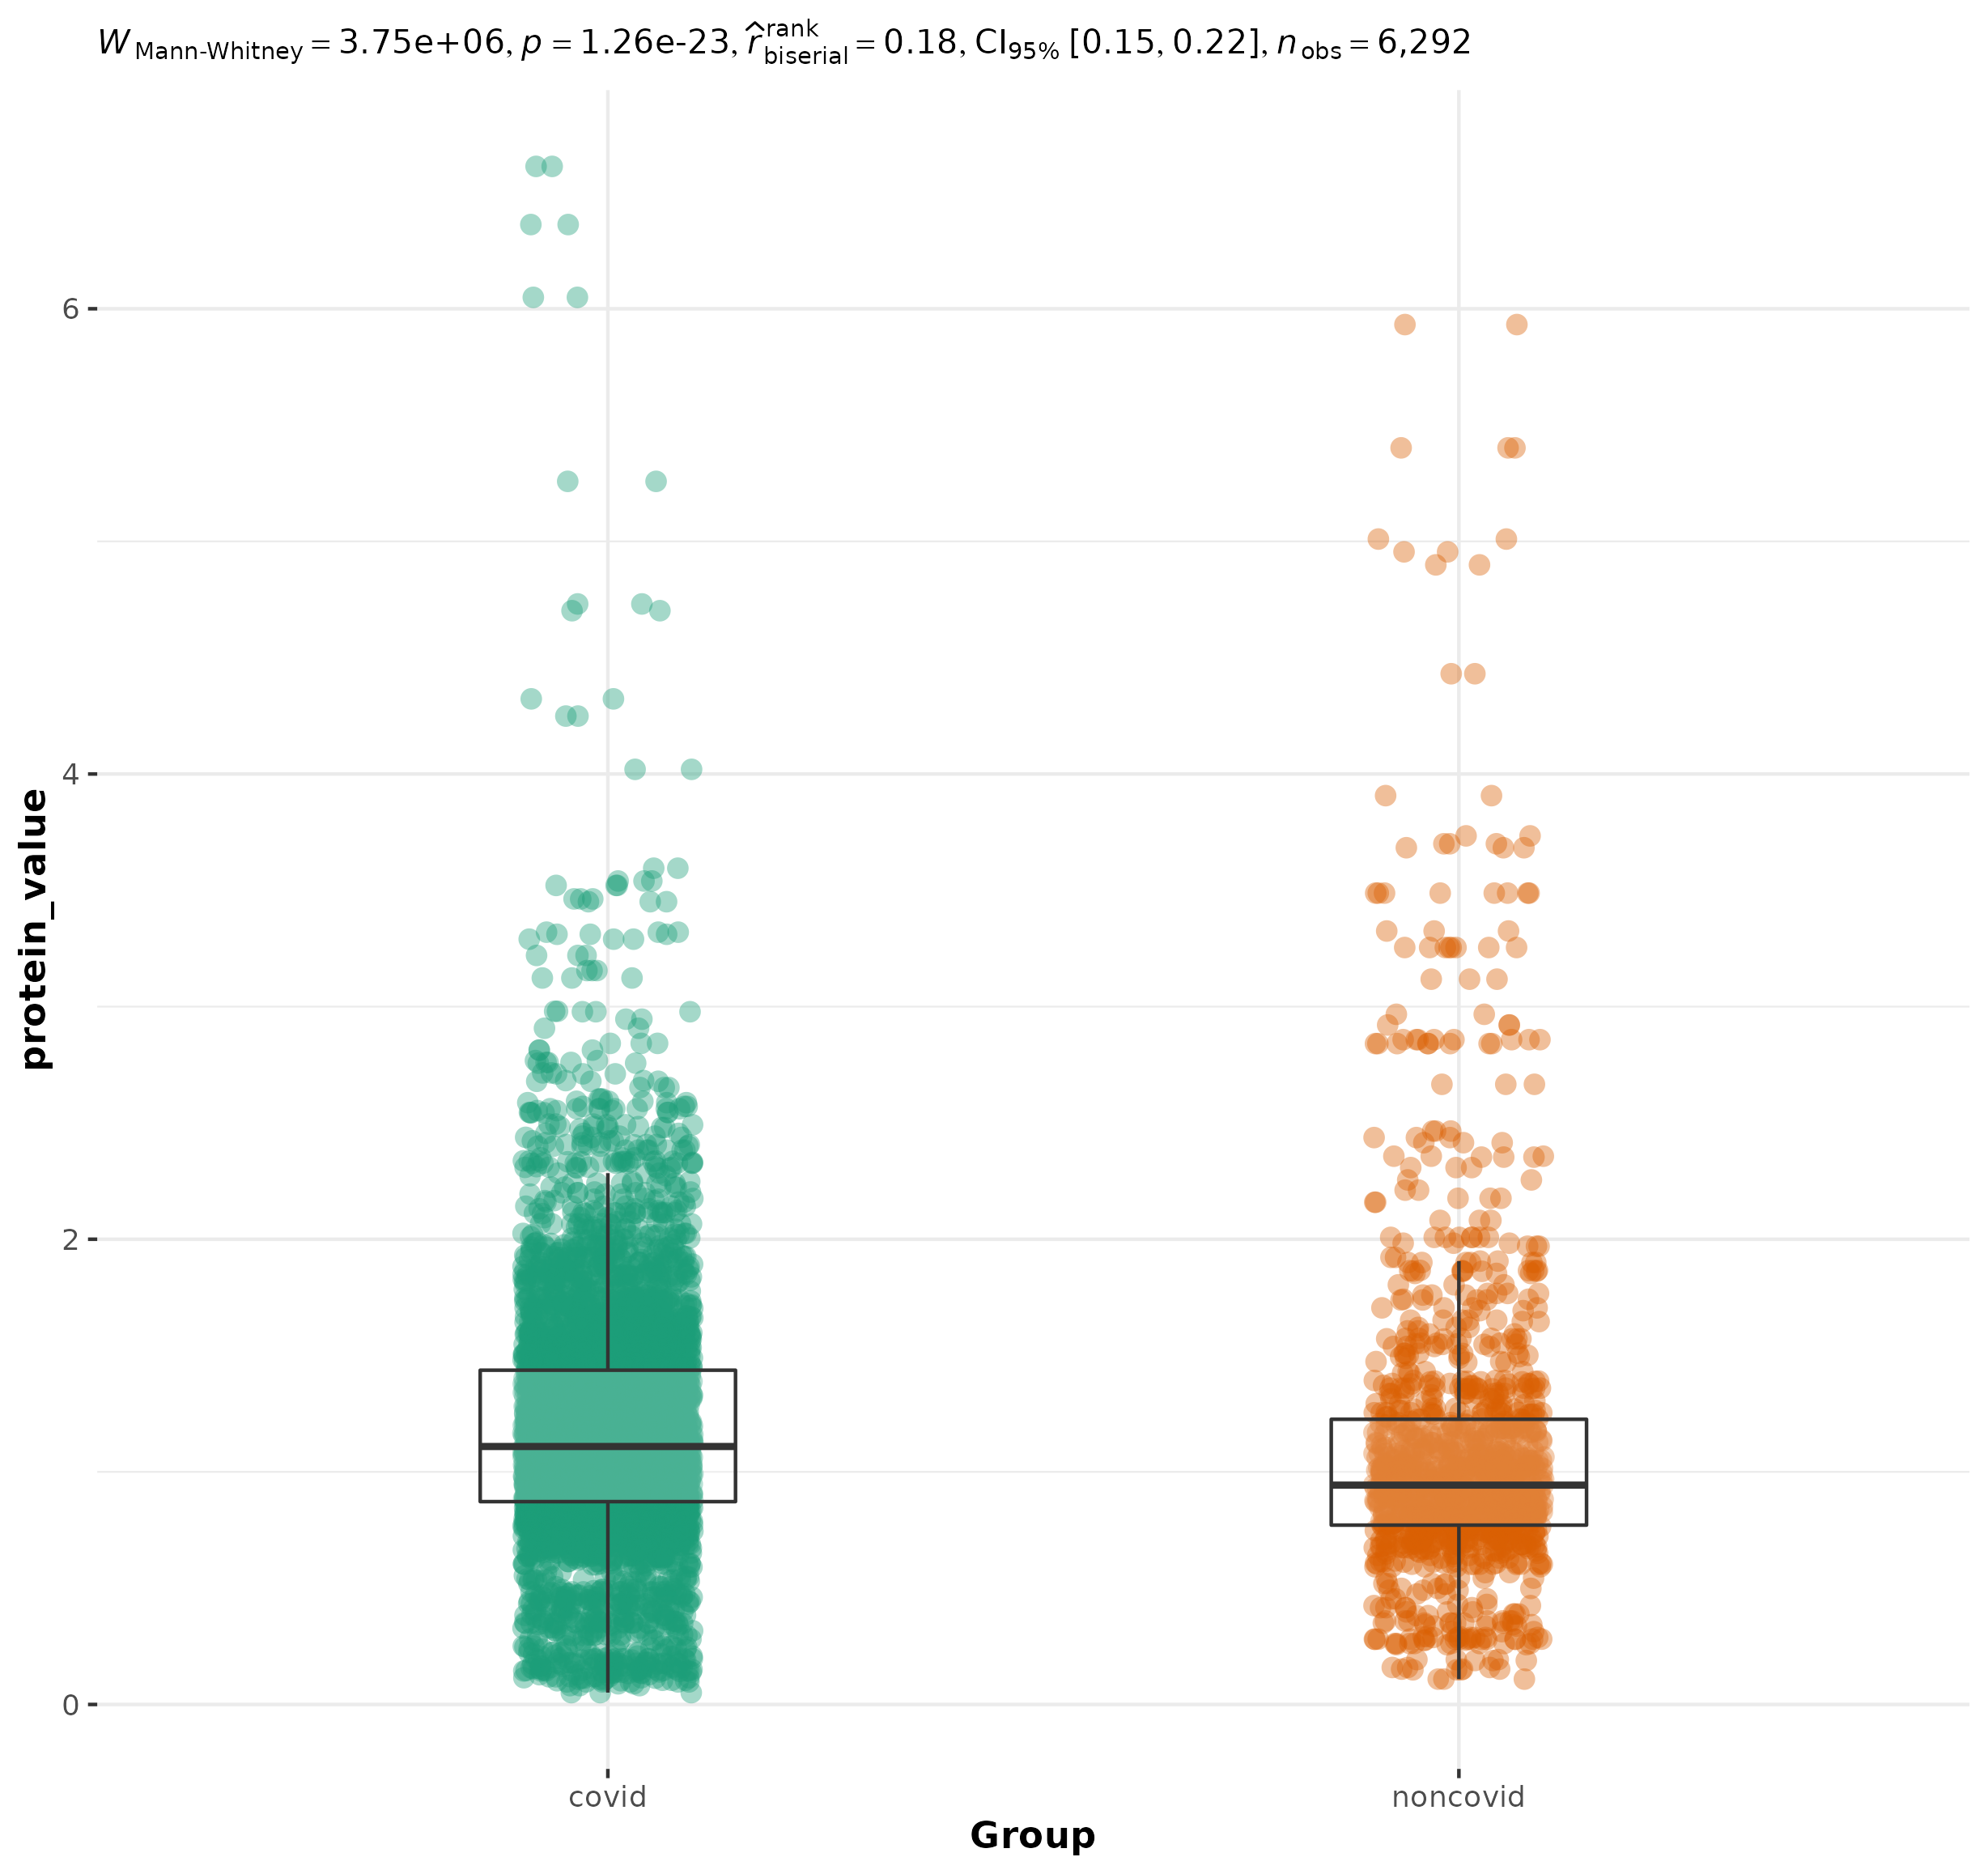 W Mann-Whitney = 3.75e+06, p = 1.26e-23, r̂ rank biserial = 0.18, CI95% [0.15, 0.22], n obs = 6,292
6
4
2
0
protein_value
covid noncovid
Group